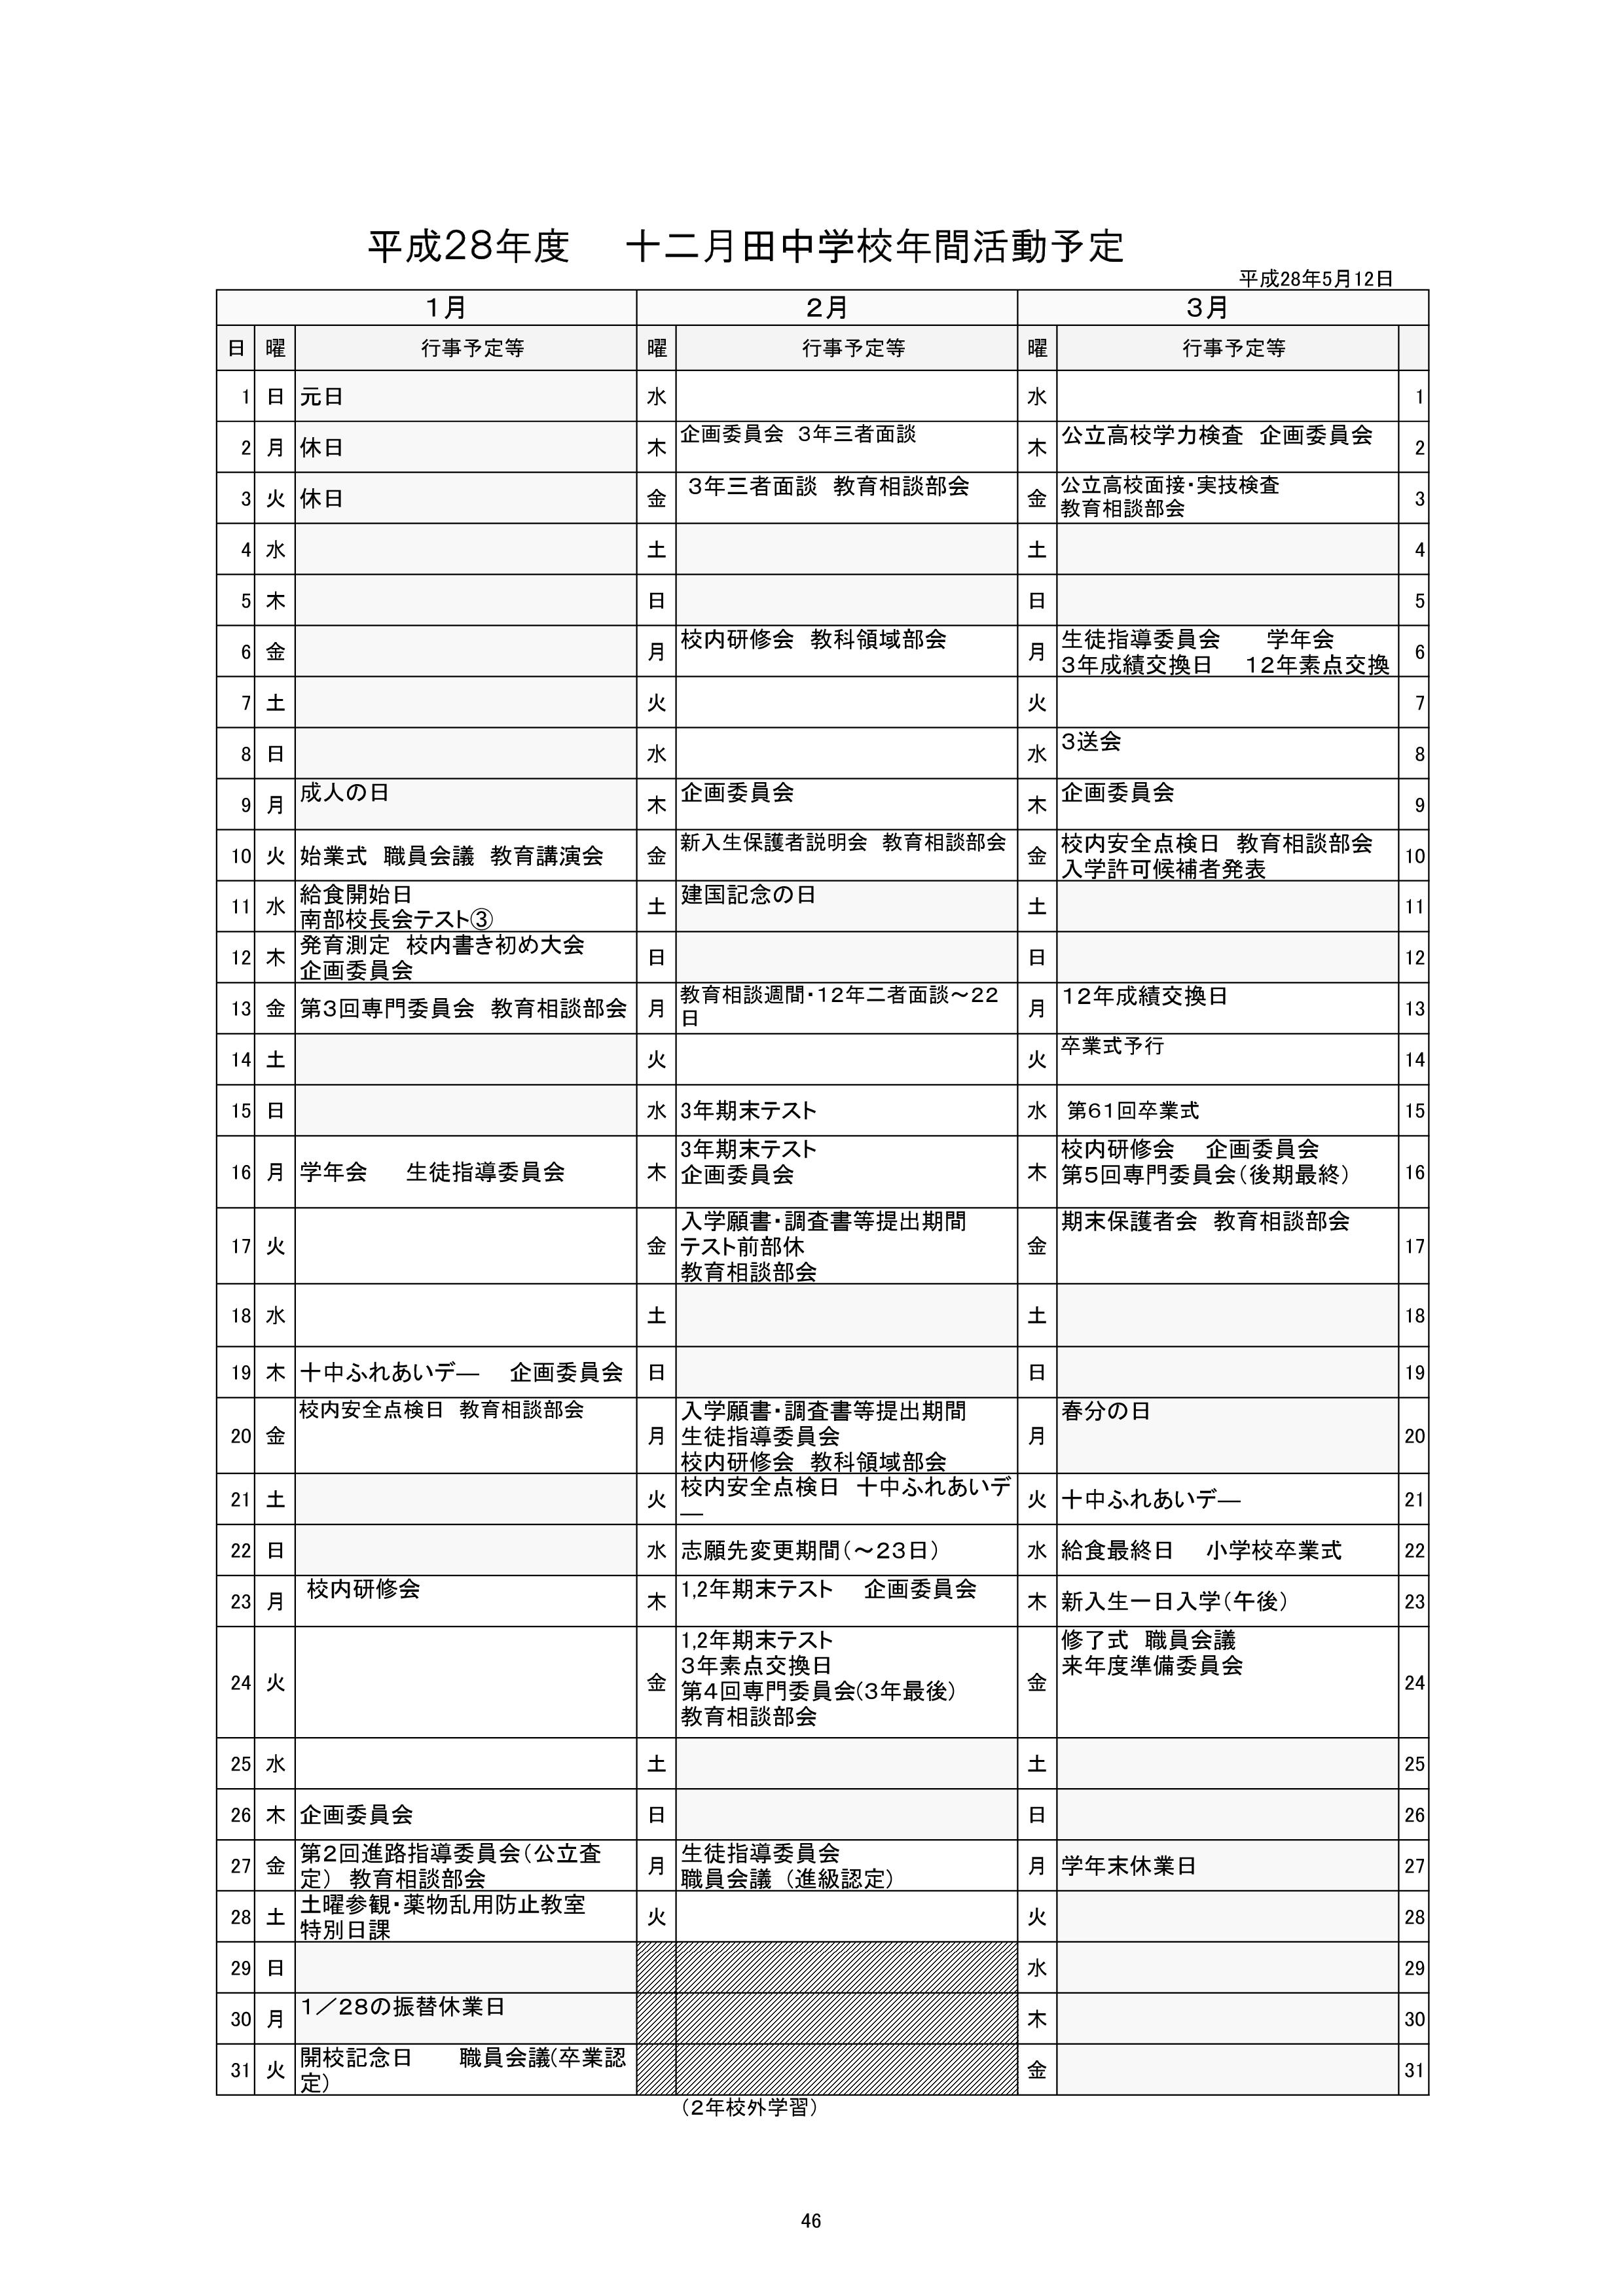 平成28年度　十二月田中学校年間活動予定
平成28年5月12日
1月 2月 3月
日 曜 行事予定等 曜 行事予定等 曜 行事予定等
1 日 元日 水 水 1
2 月 休日 木 企画委員会 3年三者面談 木 公立高校学力検査 企画委員会 2
3 火 休日 金 3年三者面談 教育相談部会 金 公立高校面接・実技検査
教育相談部会 3
4 水 土 土 4
5 木 日 日 5
6 金 月 校内研修会 教科領域部会 月 生徒指導委員会 学年会
3年成績交換日 12年素点交換 6
7 土 火 火 7
8 日 水 水 3送会 8
9 月 成人の日 木 企画委員会 木 企画委員会 9
10 火 始業式 職員会議 教育講演会 金 新入生保護者説明会 教育相談部会 金 校内安全点検日 教育相談部会
入学許可候補者発表 10
11 水 給食開始日
南部校長会テスト③ 土 建国記念の日 土 11
12 木 発育測定 校内書き初め大会
企画委員会 日 日 12
13 金 第3回専門委員会 教育相談部会 月 教育相談週間・12年二者面談～22
日 月 12年成績交換日 13
14 土 火 火 卒業式予行 14
15 日 水 3年期末テスト 水 第61回卒業式 15
16 月 学年会 生徒指導委員会 木 3年期末テスト
企画委員会 木 校内研修会 企画委員会
第5回専門委員会(後期最終) 16
17 火 金 入学願書・調査書等提出期間
テスト前部休
教育相談部会 金 期末保護者会 教育相談部会 17
18 水 土 土 18
19 木 十中ふれあいデ― 企画委員会 日 日 19
20 金 校内安全点検日 教育相談部会 月 入学願書・調査書等提出期間
生徒指導委員会
校内研修会 教科領域部会 月 春分の日 20
21 土 火 校内安全点検日 十中ふれあいデ
― 火 十中ふれあいデ― 21
22 日 水 志願先変更期間(～23日) 水 給食最終日 小学校卒業式 22
23 月 校内研修会 木 1,2年期末テスト 企画委員会 木 新入生一日入学(午後) 23
24 火 金 1,2年期末テスト
3年素点交換日
第4回専門委員会(3年最後)
教育相談部会 金 修了式 職員会議
来年度準備委員会 24
25 水 土 土 25
26 木 企画委員会 日 日 26
27 金 第2回進路指導委員会(公立査
定) 教育相談部会 月 生徒指導委員会
職員会議 (進級認定) 月 学年末休業日 27
28 土 土曜参観・薬物乱用防止教室
特別日課 火 火 28
29 日 水 29
30 月 1／28の振替休業日 木 30
31 火 開校記念日 職員会議(卒業認
定) 金 31
(2年校外学習)
46